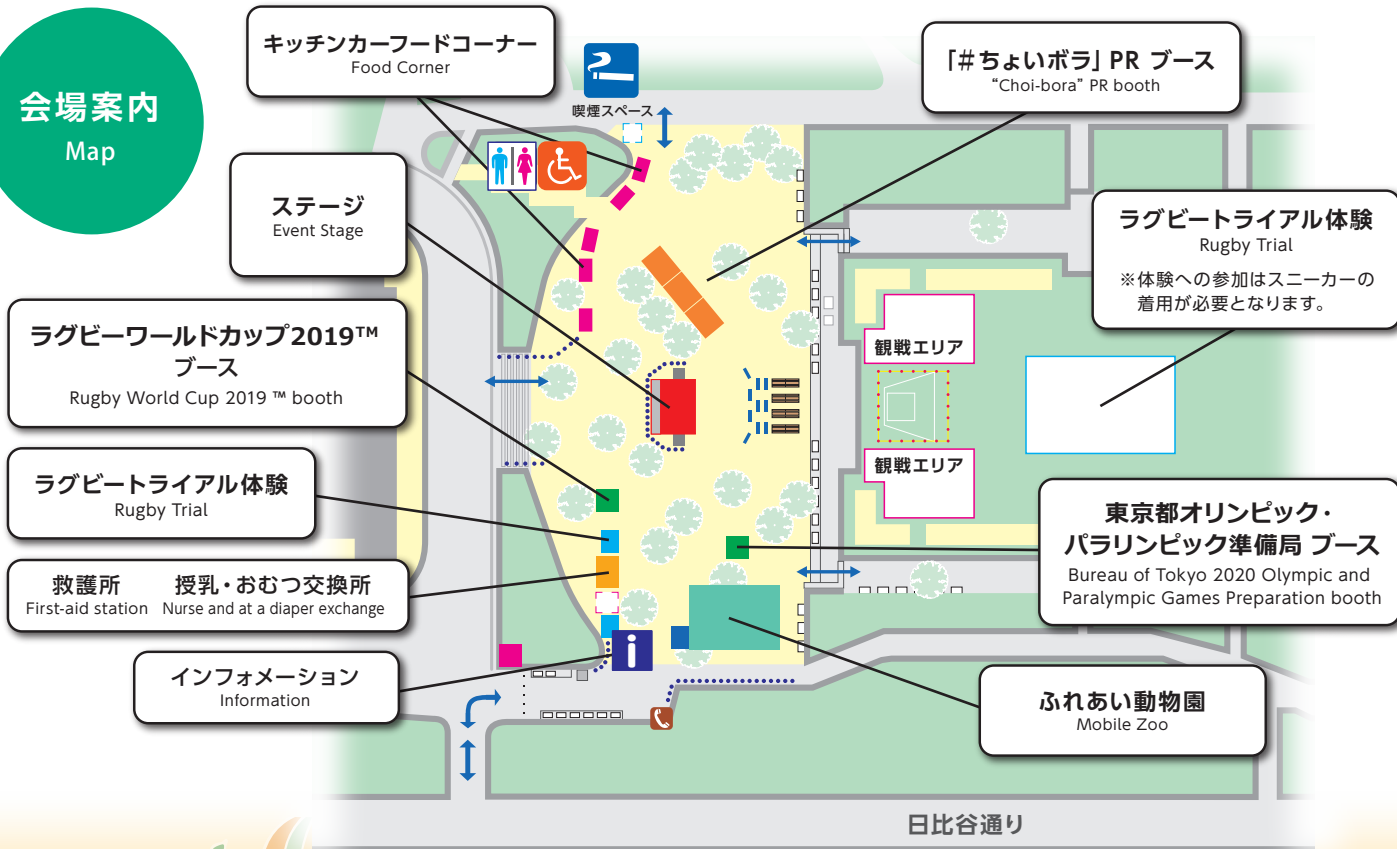 会場案内
Map
キッチンカーフードコーナー
Food Corner
喫煙スペース
「#ちょいボラ」PR ブース
“Choi-bora” PR booth
ステージ
Event Stage
ラグビートライアル体験
Rugby Trial
※体験への参加はスニーカーの
着用が必要となります。
ラグビーワールドカップ2019™
ブース
Rugby World Cup 2019 ™ booth
観戦エリア
観戦エリア
ラグビートライアル体験
Rugby Trial
東京都オリンピック・
パラリンピック準備局 ブース
Bureau of Tokyo 2020 Olympic and
Paralympic Games Preparation booth
救護所 授乳・おむつ交換所
First-aid station Nurse and at a diaper exchange
i
インフォメーション
Information
ふれあい動物園
Mobile Zoo
日比谷通り